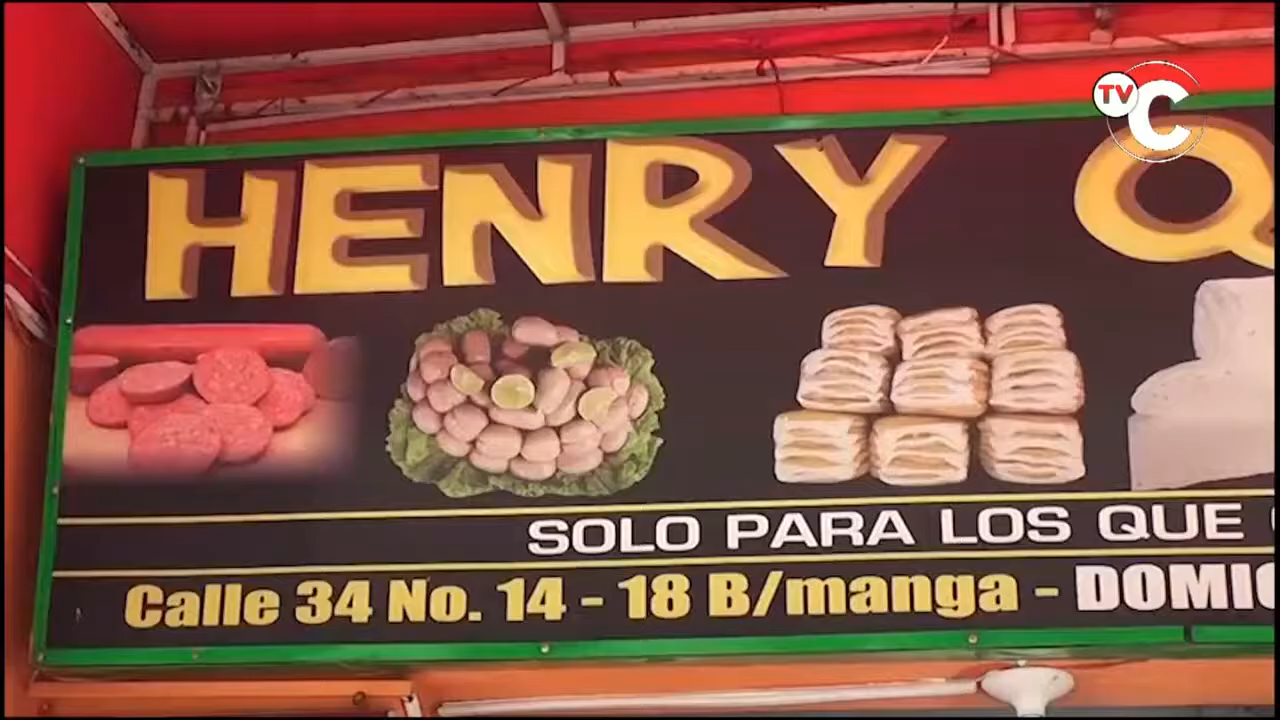 TV C
HENRY Q
SOLO PARA LOS QUE
Calle 34 No. 14 - 18 B/manga - DOMIC